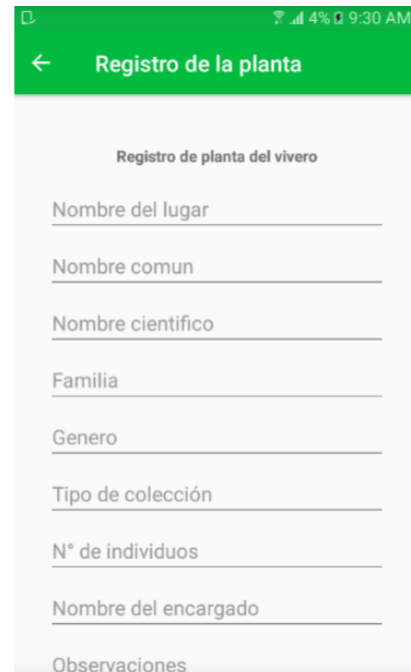 4% 9:30 AM
Registro de la planta
Registro de planta del vivero
Nombre del lugar
Nombre comun
Nombre cientifico
Familia
Genero
Tipo de colección
N° de individuos
Nombre del encargado
Observaciones